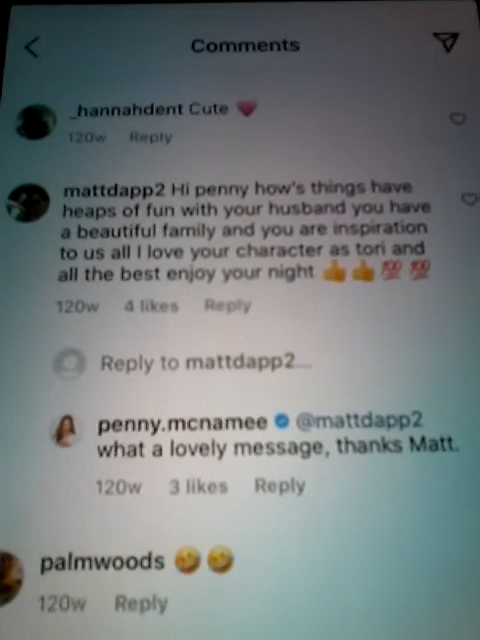 Comments
_hannahdent Cute 💗
120w Reply
mattdapp2 Hi penny how's things have
heaps of fun with your husband you have
a beautiful family and you are inspiration
to us all I love your character as tori and
all the best enjoy your night 👍 👍 💯 💯
120w 4 likes Reply
Reply to mattdapp2...
penny.mcnamee @mattdapp2
what a lovely message, thanks Matt.
120w 3 likes Reply
palmwoods 🤣 🤣
120w Reply